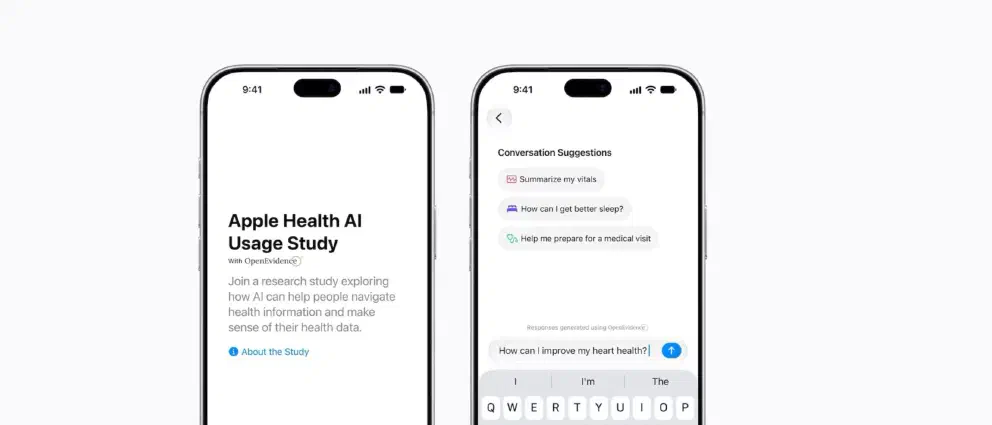 9:41
Apple Health AI
Usage Study
With OpenEvidence
Join a research study exploring
how AI can help people navigate
health information and make
sense of their health data.
About the Study
9:41
Conversation Suggestions
Summarize my vitals
How can I get better sleep?
Help me prepare for a medical visit
Responses generated using OpenEvidence
How can I improve my heart health?
I I'm The
Q W E R T Y U I O P